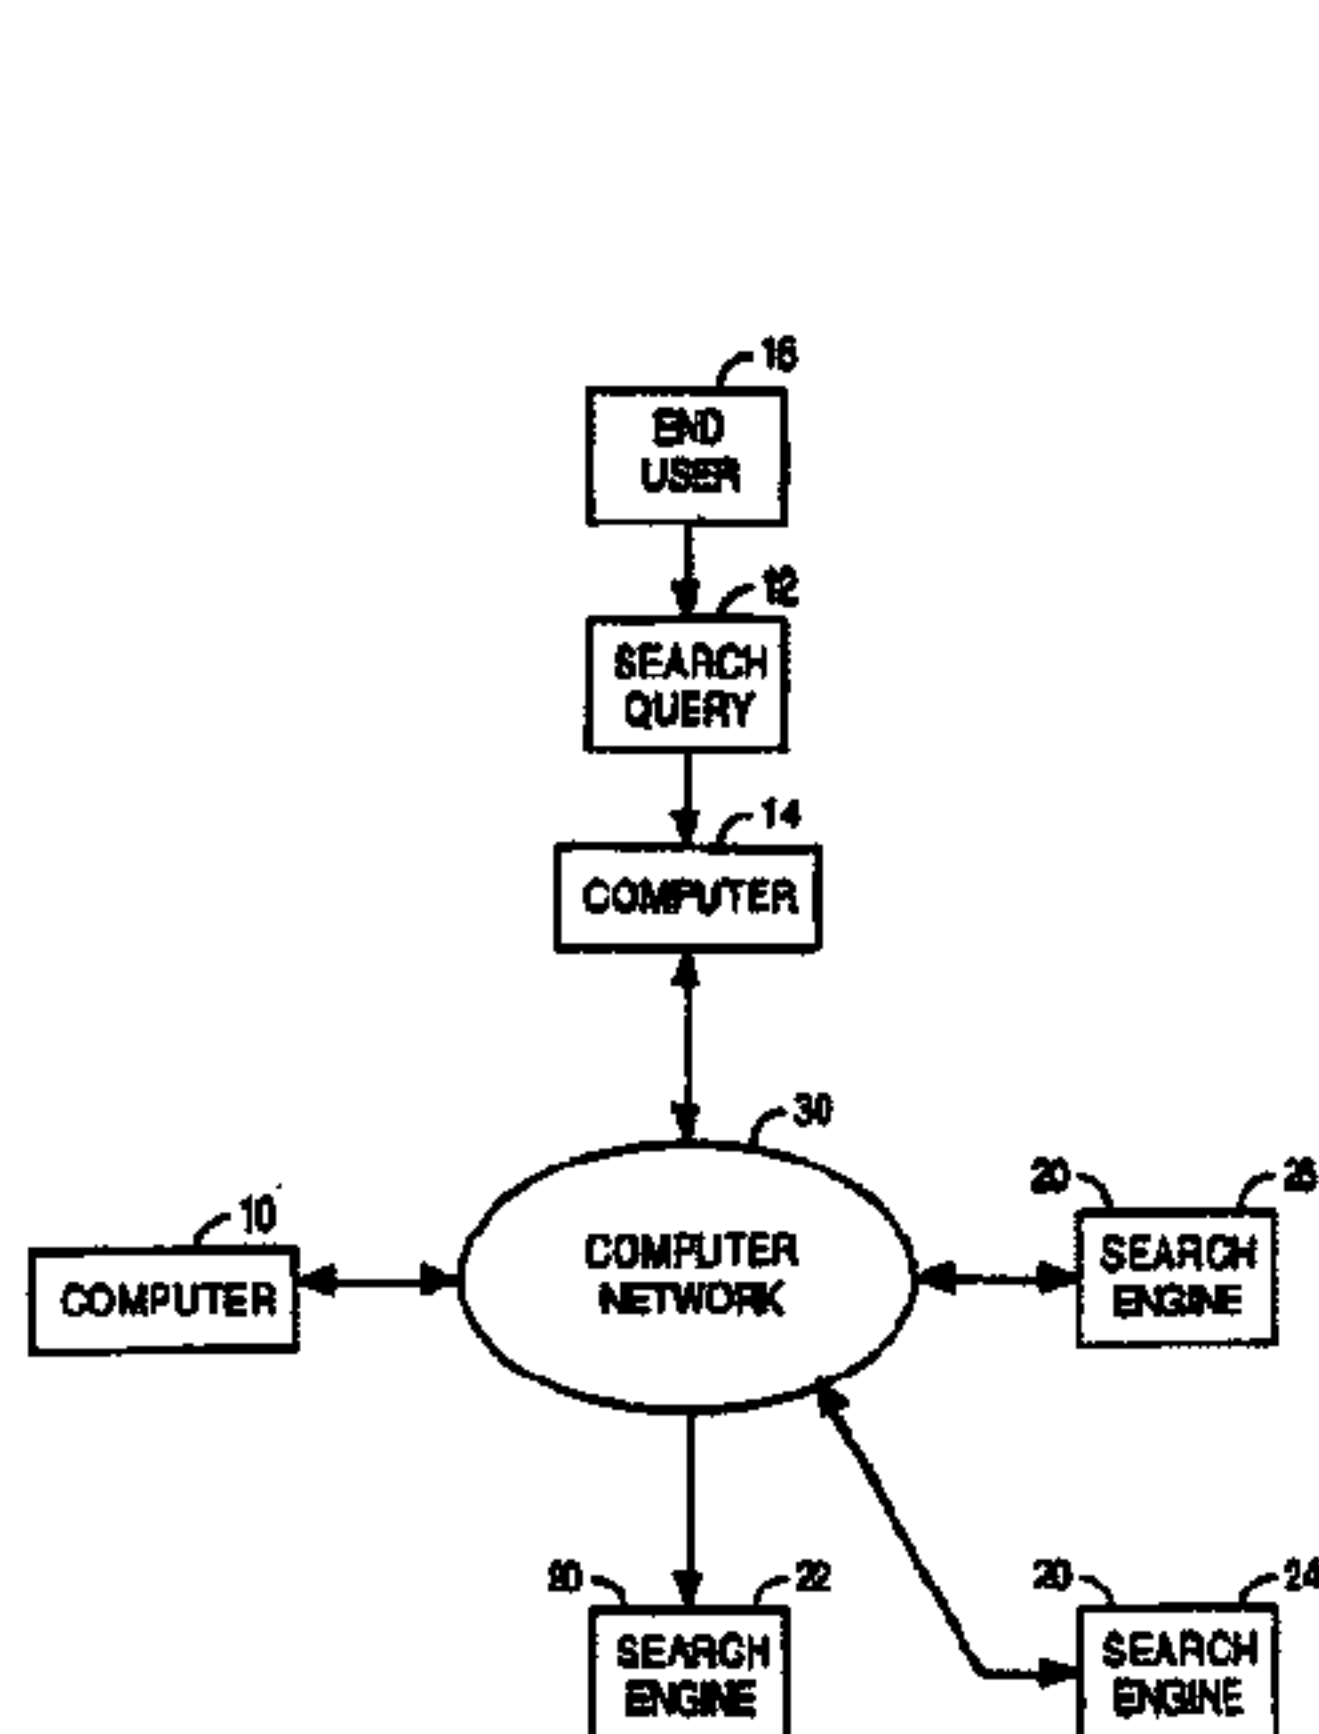 16
END
USER
12
SEARCH
QUERY
14
COMPUTER
30
COMPUTER
NETWORK
10
COMPUTER
20
SEARCH
ENGINE
20 22
SEARCH
ENGINE
20 24
SEARCH
ENGINE